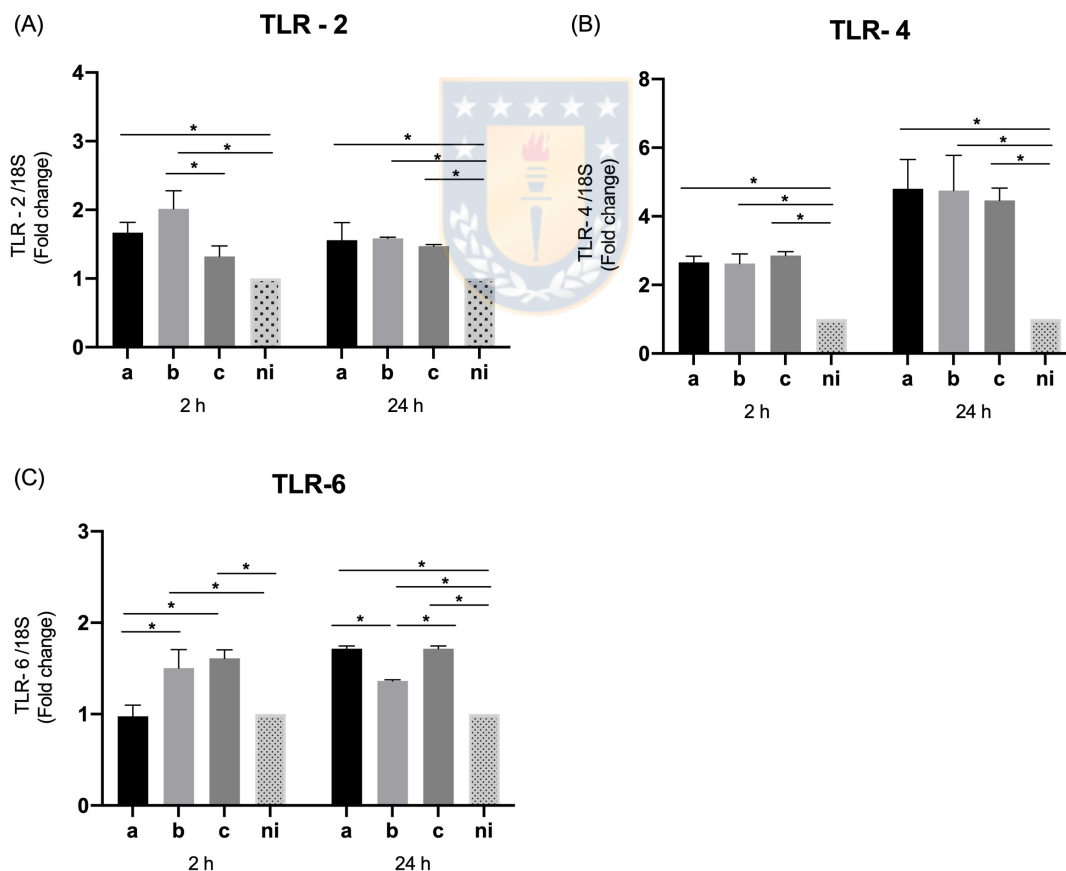 (A)
TLR - 2
TLR - 2 /18S
(Fold change)
4
3
2
1
0
* * *
* * *
a b c ni a b c ni
2 h 24 h
(B)
TLR- 4
TLR- 4 /18S
(Fold change)
8
6
4
2
0
* * *
* * *
a b c ni a b c ni
2 h 24 h
(C)
TLR-6
TLR- 6 /18S
(Fold change)
3
2
1
0
* * * *
* * * * *
a b c ni a b c ni
2 h 24 h